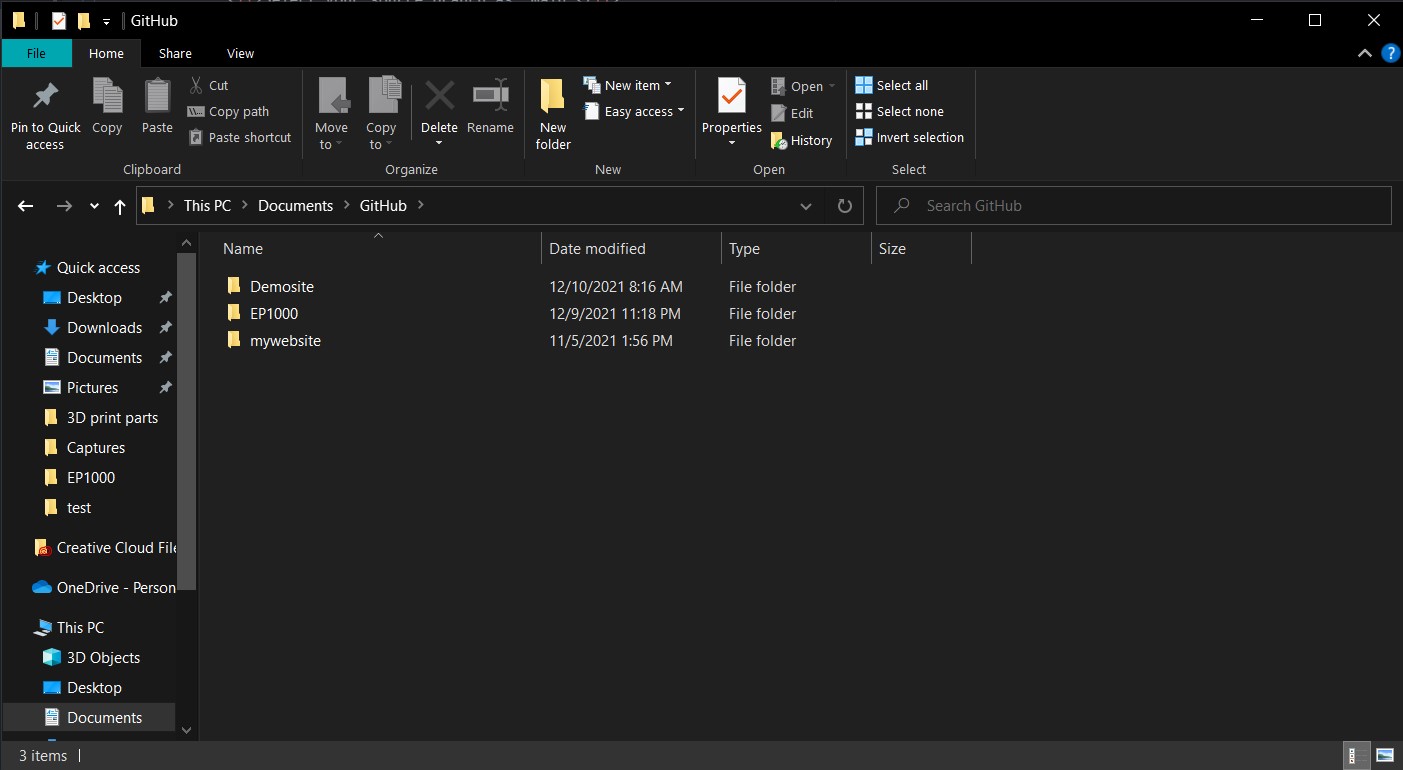 GitHub
File Home Share View
Pin to Quick access
Copy
Paste
Cut
Copy path
Paste shortcut
Clipboard
Move to
Copy to
Delete
Rename
Organize
New folder
New item
Easy access
New
Properties
Open
Edit
History
Open
Select all
Select none
Invert selection
Select
This PC > Documents > GitHub >
Search GitHub
Name Date modified Type Size
Demosite 12/10/2021 8:16 AM File folder
EP1000 12/9/2021 11:18 PM File folder
mywebsite 11/5/2021 1:56 PM File folder
Quick access
Desktop
Downloads
Documents
Pictures
3D print parts
Captures
EP1000
test
Creative Cloud File
OneDrive - Person
This PC
3D Objects
Desktop
Documents
3 items